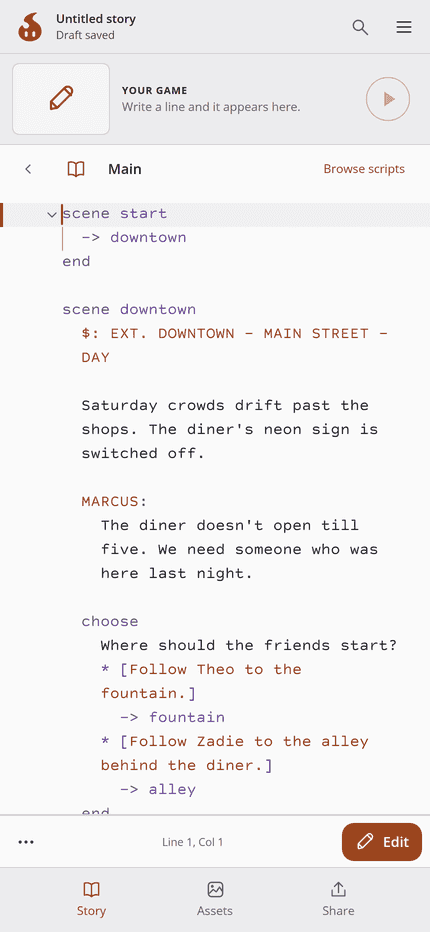 Untitled story
Draft saved
YOUR GAME
Write a line and it appears here.
Main
Browse scripts
scene start
-> downtown
end
scene downtown
$: EXT. DOWNTOWN - MAIN STREET -
DAY
Saturday crowds drift past the
shops. The diner's neon sign is
switched off.
MARCUS:
The diner doesn't open till
five. We need someone who was
here last night.
choose
Where should the friends start?
* [Follow Theo to the
fountain.]
-> fountain
* [Follow Zadie to the alley
behind the diner.]
-> alley
end
Line 1, Col 1
Edit
Story
Assets
Share